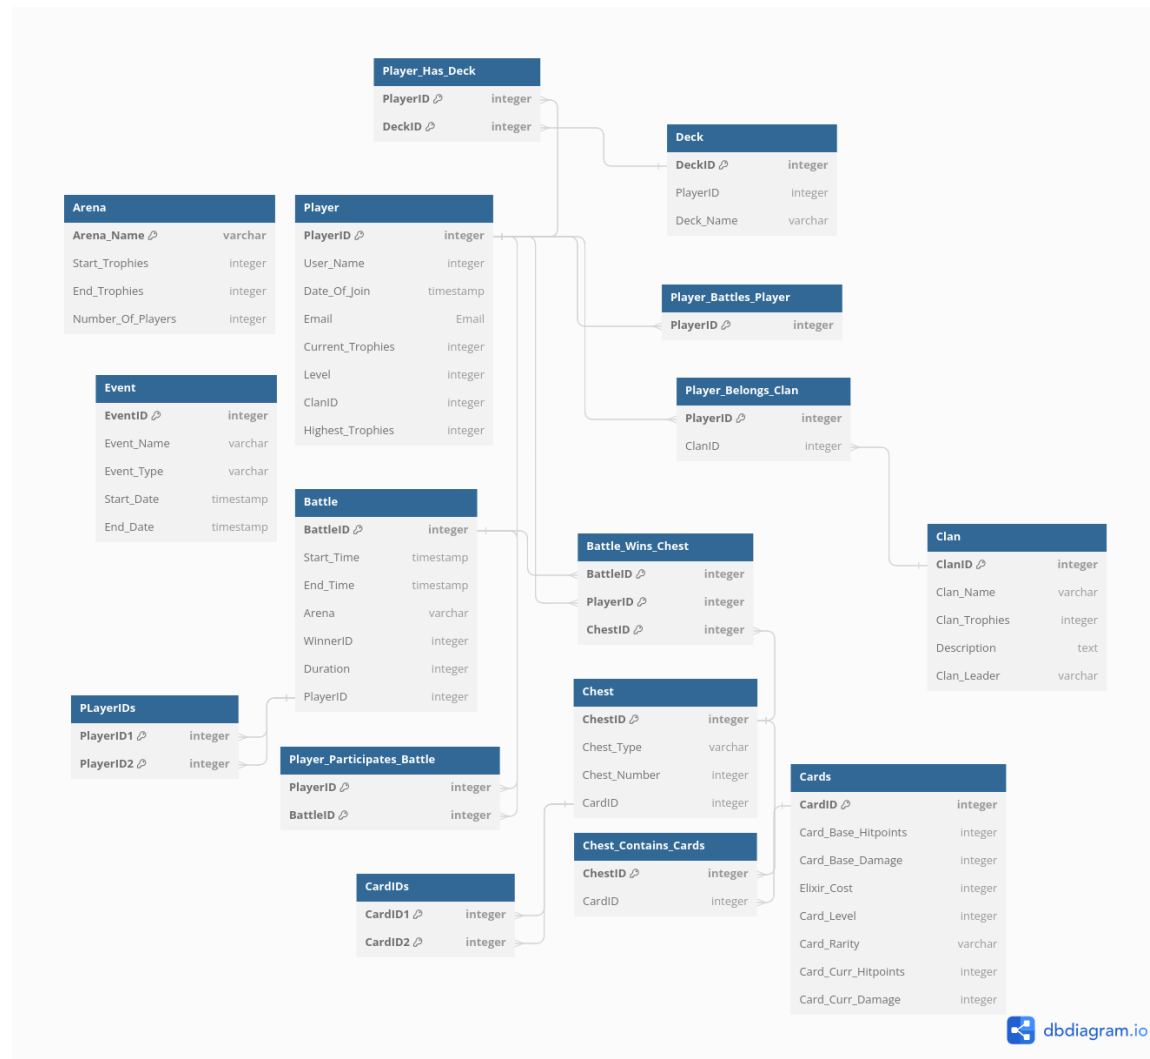 Player_Has_Deck
PlayerID integer
DeckID integer
Deck
DeckID integer
PlayerID integer
Deck_Name varchar
Arena
Arena_Name varchar
Start_Trophies integer
End_Trophies integer
Number_Of_Players integer
Player
PlayerID integer
User_Name integer
Date_Of_Join timestamp
Email Email
Current_Trophies integer
Level integer
ClanID integer
Highest_Trophies integer
Player_Battles_Player
PlayerID integer
Player_Belongs_Clan
PlayerID integer
ClanID integer
Event
EventID integer
Event_Name varchar
Event_Type varchar
Start_Date timestamp
End_Date timestamp
Battle
BattleID integer
Start_Time timestamp
End_Time timestamp
Arena varchar
WinnerID integer
Duration integer
PlayerID integer
Battle_Wins_Chest
BattleID integer
PlayerID integer
ChestID integer
Clan
ClanID integer
Clan_Name varchar
Clan_Trophies integer
Description text
Clan_Leader varchar
PLayerIDs
PlayerID1 integer
PlayerID2 integer
Player_Participates_Battle
PlayerID integer
BattleID integer
Chest
ChestID integer
Chest_Type varchar
Chest_Number integer
CardID integer
Chest_Contains_Cards
ChestID integer
CardID integer
Cards
CardID integer
Card_Base_Hitpoints integer
Card_Base_Damage integer
Elixir_Cost integer
Card_Level integer
Card_Rarity varchar
Card_Curr_Hitpoints integer
Card_Curr_Damage integer
CardIDs
CardID1 integer
CardID2 integer
dbdiagram.io